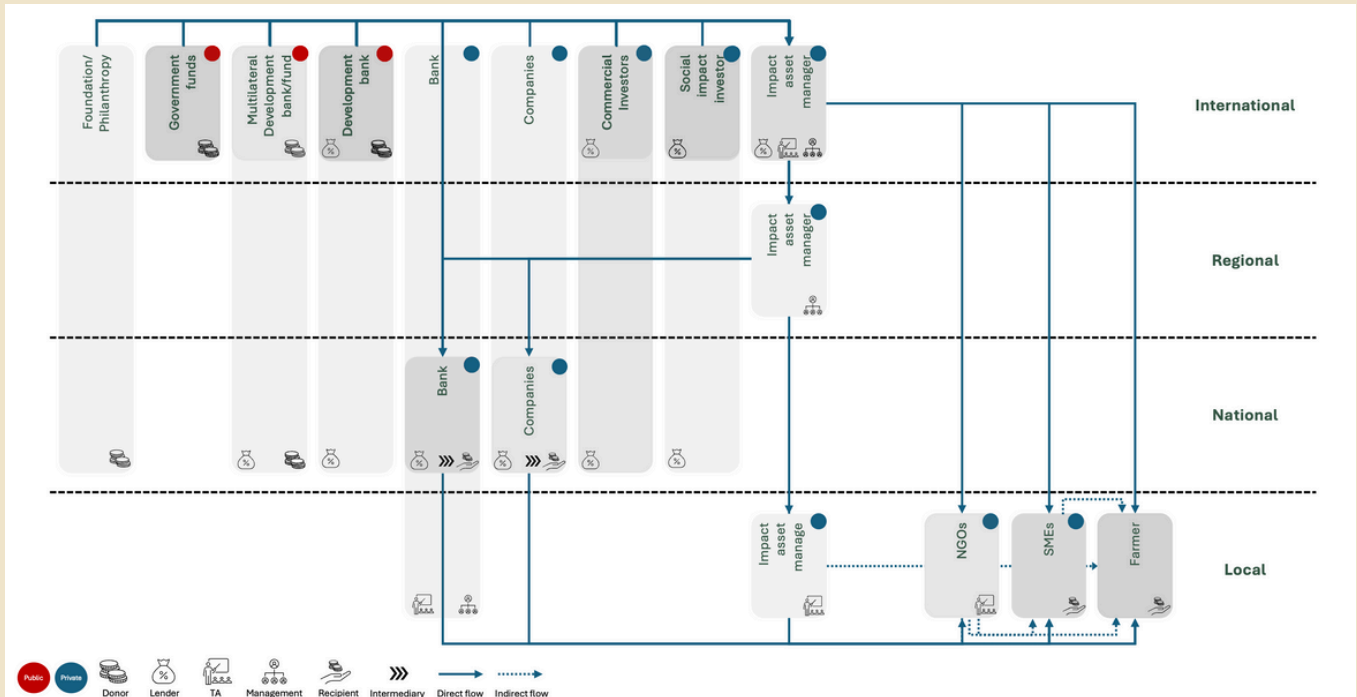 Foundation/
Philanthropy
Government
funds
Multilateral
Development
bank/fund
Development
bank
Bank
Companies
Commercial
Investors
Social
impact
investor
Impact
asset
manager
International
Impact
asset
manager
Regional
Bank
Companies
National
Impact
asset
manage
NGOs
SMEs
Farmer
Local
Public
Private
Donor
Lender
TA
Management
Recipient
Intermediary
Direct flow
Indirect flow